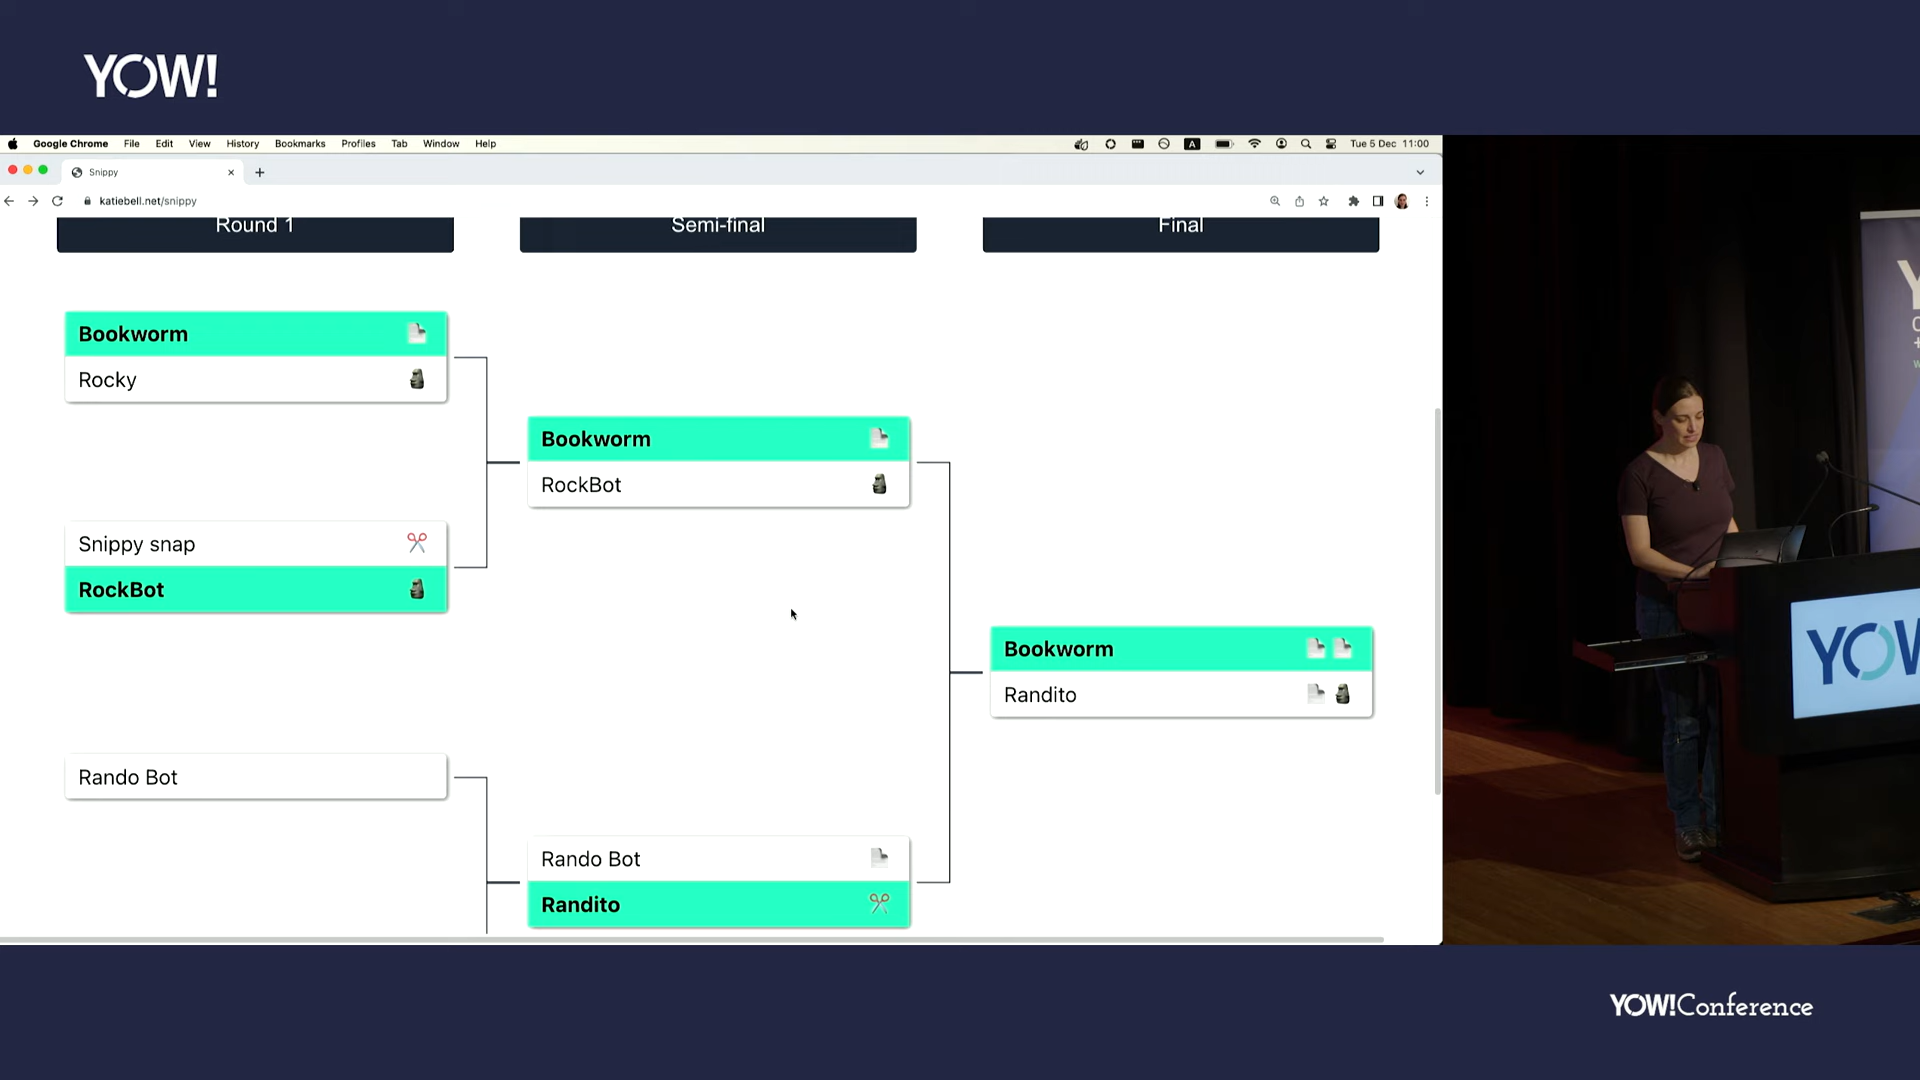 YOW!
Google Chrome File Edit View History Bookmarks Profiles Tab Window Help A Tue 5 Dec 11:00
Snippy
katiebell.net/snippy
Round 1 Semi-final Final
Bookworm
Rocky
Bookworm
RockBot
Snippy snap
RockBot
Bookworm
Randito
Rando Bot
Rando Bot
Randito
YOW
YOW!Conference